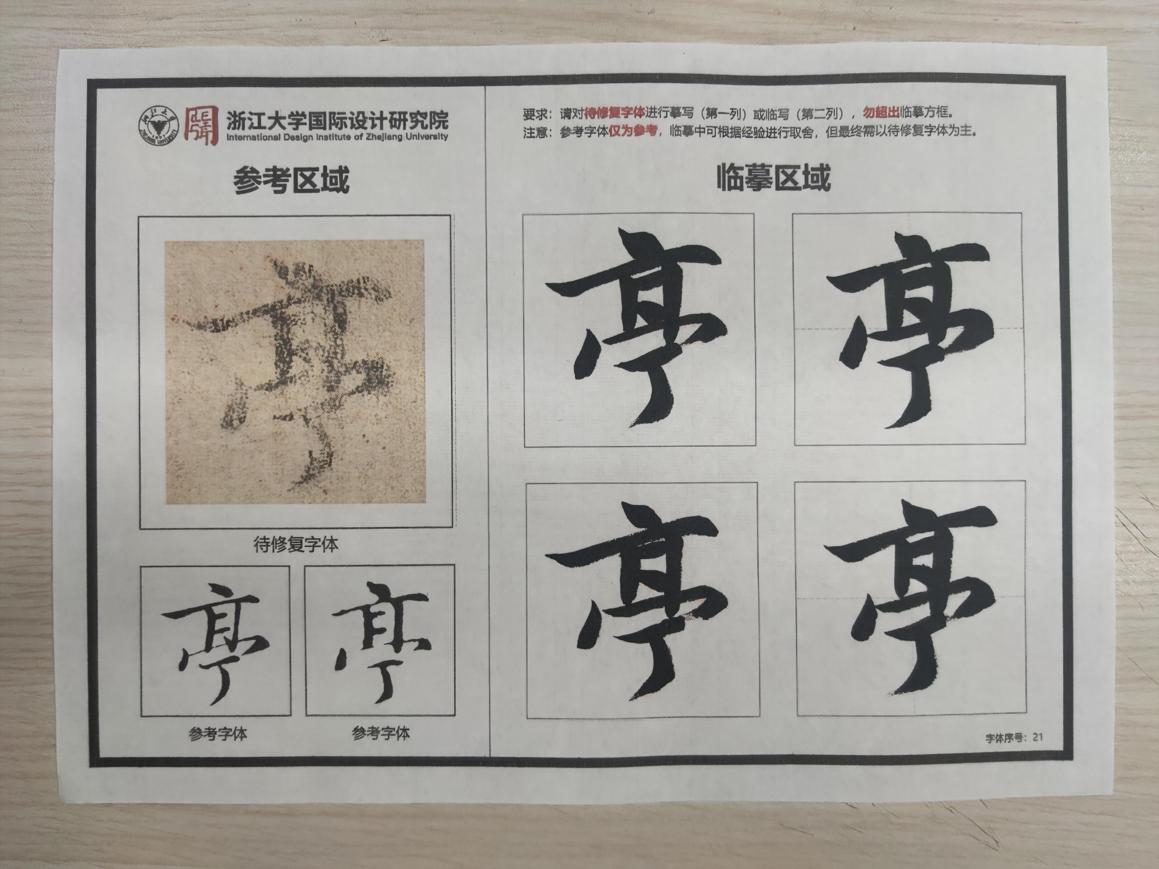 浙江大学国际设计研究院
International Design Institute of Zhejiang University
参考区域
亭
待修复字体
亭
亭
参考字体
参考字体
要求：请对待修复字体进行摹写（第一列）或临写（第二列），勿超出临摹方框。
注意：参考字体仅为参考，临摹中可根据经验进行取舍，但最终需以待修复字体为主。
临摹区域
亭 亭
亭 亭
字体序号：21